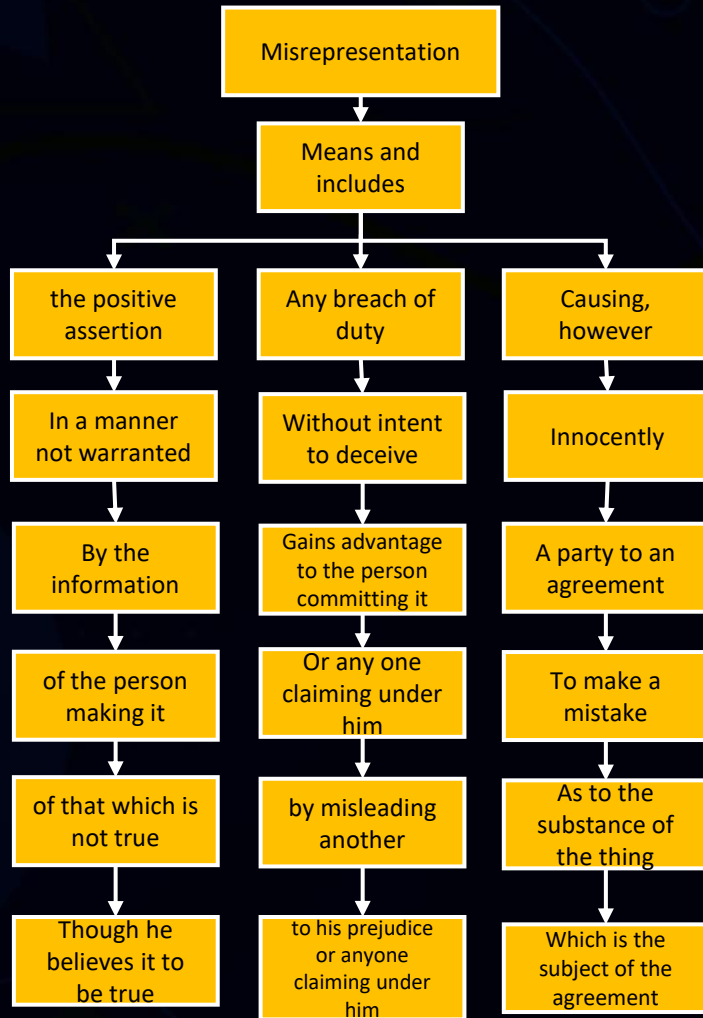 Misrepresentation
Means and
includes
the positive
assertion
In a manner
not warranted
By the
information
of the person
making it
of that which is
not true
Though he
believes it to
be true
Any breach of
duty
Without intent
to deceive
Gains advantage
to the person
committing it
Or any one
claiming under
him
by misleading
another
to his prejudice
or anyone
claiming under
him
Causing,
however
Innocently
A party to an
agreement
To make a
mistake
As to the
substance of
the thing
Which is the
subject of the
agreement